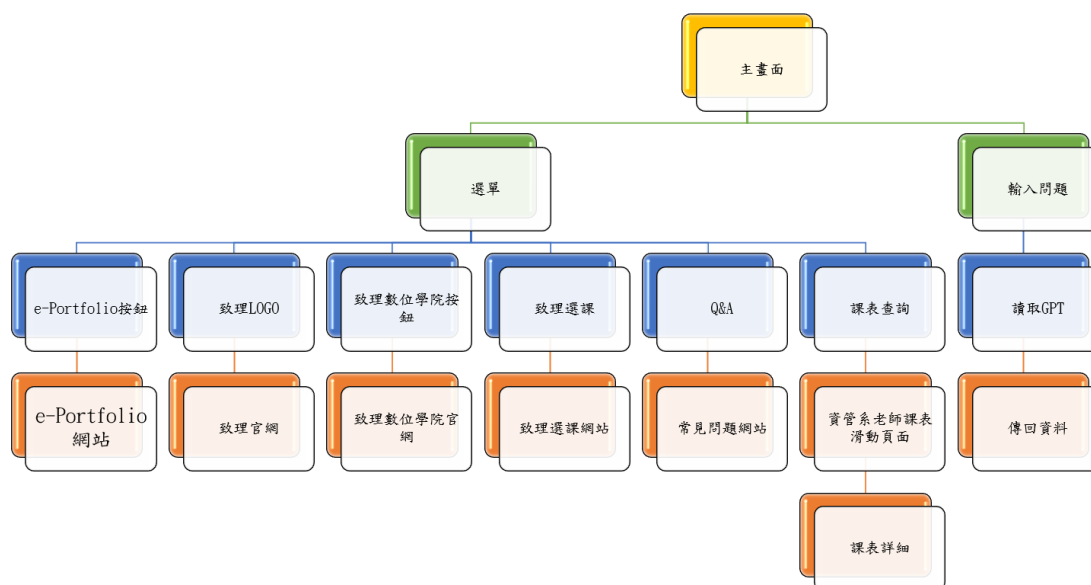 主畫面
選單
輸入問題
e-Portfolio按鈕
致理LOGO
致理數位學院按
鈕
致理選課
Q&A
課表查詢
讀取GPT
e-Portfolio
網站
致理官網
致理數位學院官
網
致理選課網站
常見問題網站
資管系老師課表
滑動頁面
傳回資料
課表詳細